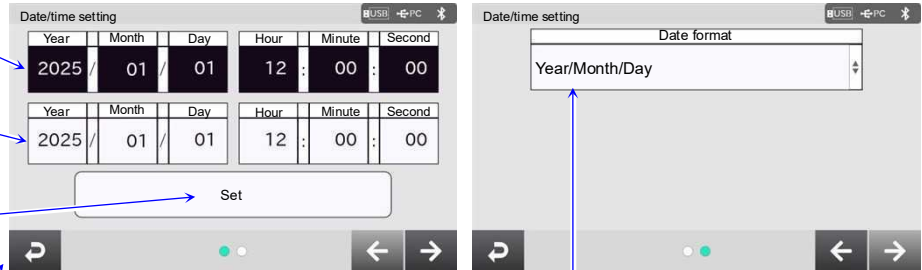 Date/time setting USB PC
Year Month Day Hour Minute Second
2025 / 01 / 01 12 : 00 : 00
Year Month Day Hour Minute Second
2025 / 01 / 01 12 : 00 : 00
Set
Date/time setting USB PC
Date format
Year/Month/Day